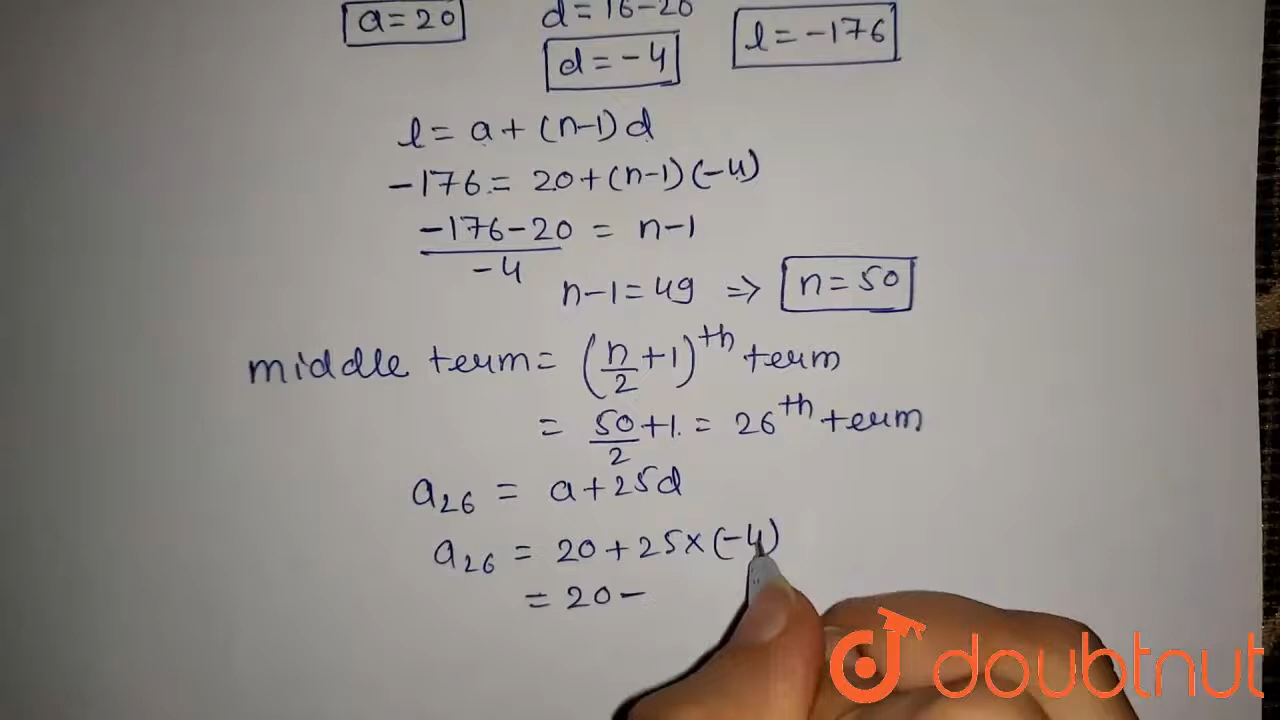 a = 20 d = 16-20 l = -176
d = -4
l = a + (n-1) d
-176 = 20 + (n-1) (-4)
-176-20 / -4 = n-1
n-1 = 49 => n = 50
middle term = (n/2 + 1)th term
= 50/2 + 1 = 26th term
a26 = a + 25d
a26 = 20 + 25 × (-4)
= 20 -
doubtnut